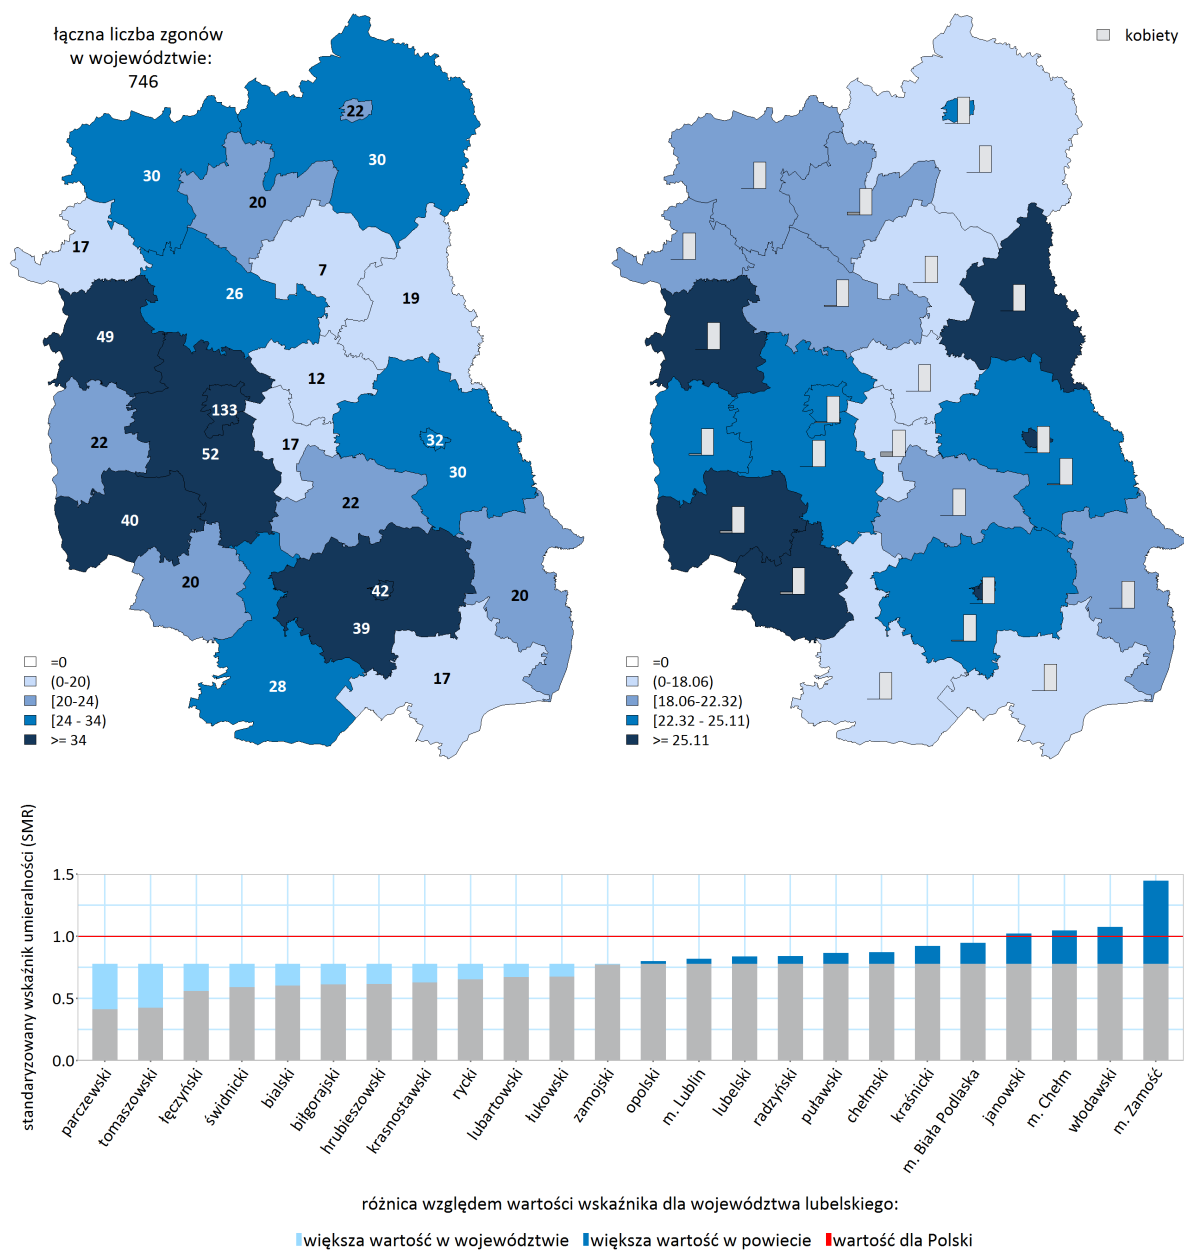 łączna liczba zgonów
w województwie:
746
22
30
30
20
17
7
26
19
49
12
133
22
17
32
52
30
22
40
20
42
20
39
28
17
=0
(0-20)
[20-24)
[24 - 34)
>= 34
kobiety
=0
(0-18.06)
[18.06-22.32)
[22.32 - 25.11)
>= 25.11
standaryzowany wskaźnik umieralności (SMR)
1.5
1.0
0.5
0.0
parczewski
tomaszowski
łęczyński
świdnicki
bialski
biłgorajski
hrubieszowski
krasnostawski
rycki
lubartowski
łukowski
zamojski
opolski
m. Lublin
lubelski
radzyński
puławski
chełmski
kraśnicki
m. Biała Podlaska
janowski
m. Chełm
włodawski
m. Zamość
różnica względem wartości wskaźnika dla województwa lubelskiego:
większa wartość w województwie
większa wartość w powiecie
wartość dla Polski